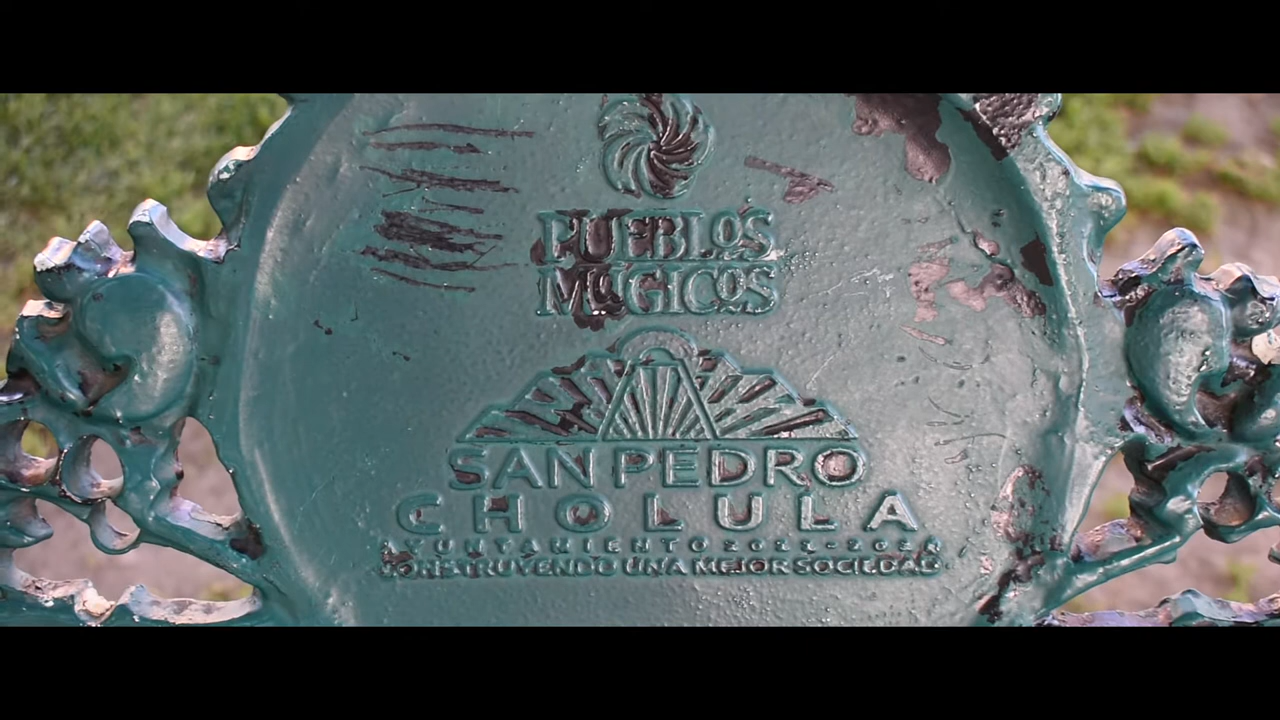 PUEBLOS
MÁGICOS
SAN PEDRO
CHOLULA
AYUNTAMIENTO
CONSTRUYENDO UNA MEJOR SOCIEDAD